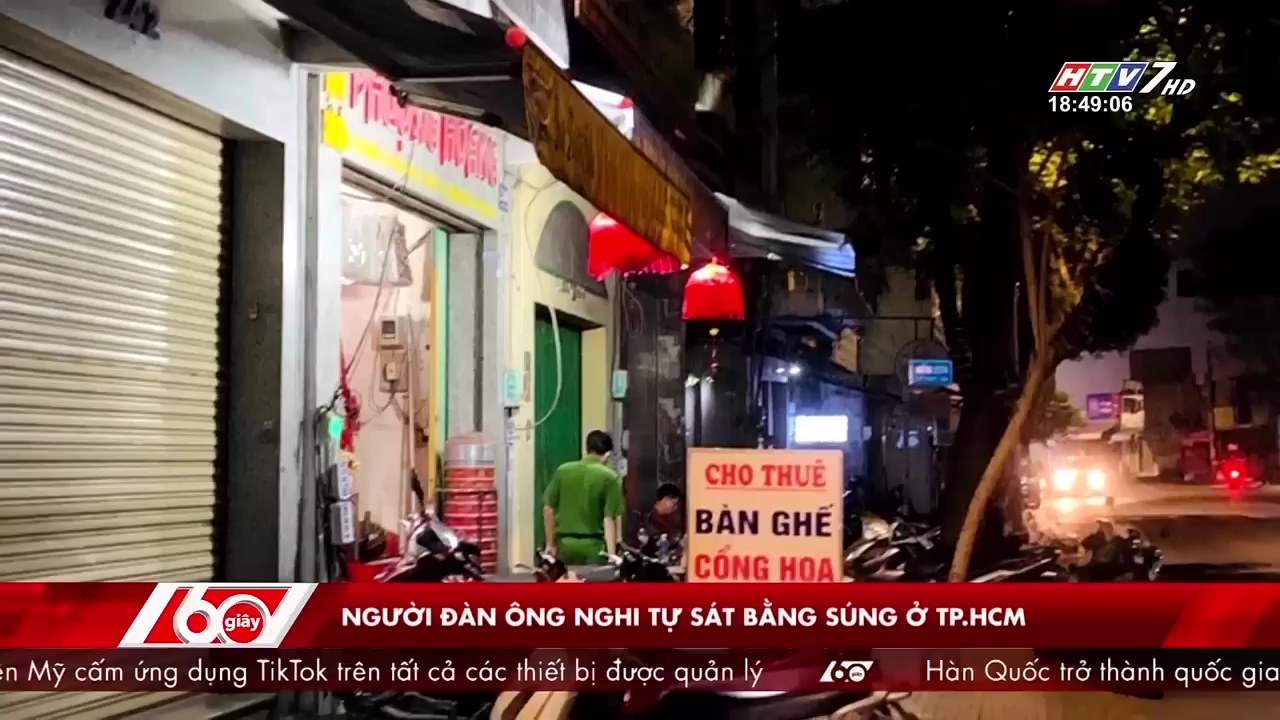 HTV7 HD
18:49:06
CHO THUÊ
BÀN GHẾ
CỔNG HOA
60 giây
NGƯỜI ĐÀN ÔNG NGHI TỰ SÁT BẰNG SÚNG Ở TP.HCM
Mỹ cấm ứng dụng TikTok trên tất cả các thiết bị được quản lý
60
Hàn Quốc trở thành quốc gia